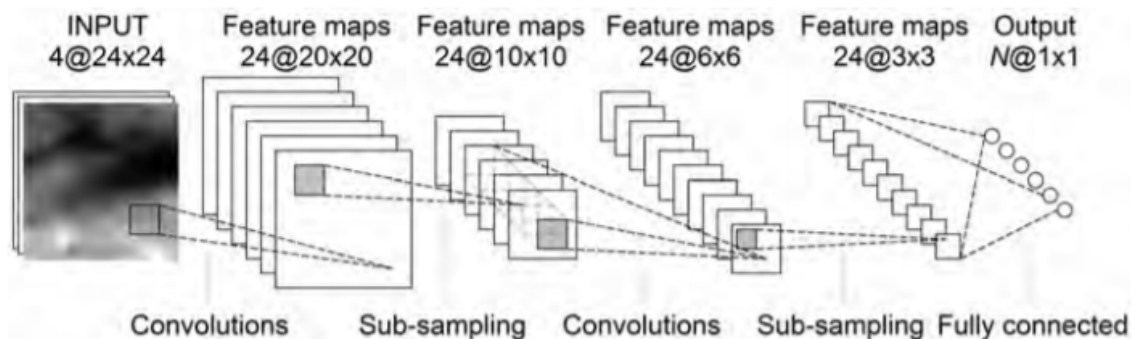 INPUT Feature maps Feature maps Feature maps Feature maps Output
4@24x24 24@20x20 24@10x10 24@6x6 24@3x3 N@1x1
Convolutions Sub-sampling Convolutions Sub-sampling Fully connected